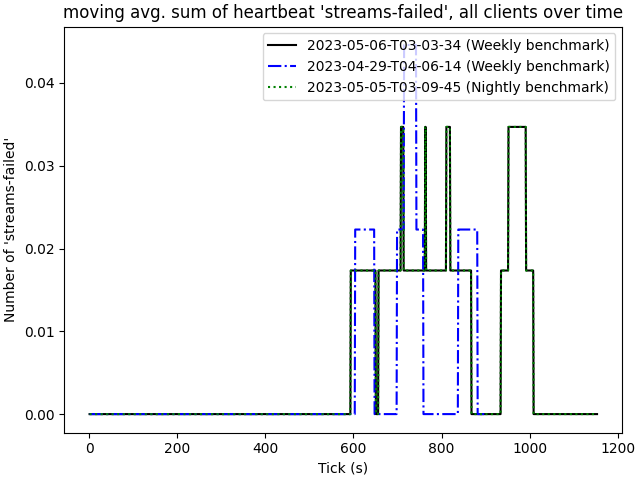 moving avg. sum of heartbeat 'streams-failed', all clients over time
2023-05-06-T03-03-34 (Weekly benchmark)
2023-04-29-T04-06-14 (Weekly benchmark)
2023-05-05-T03-09-45 (Nightly benchmark)
Number of 'streams-failed'
0.04
0.03
0.02
0.01
0.00
0 200 400 600 800 1000 1200
Tick (s)